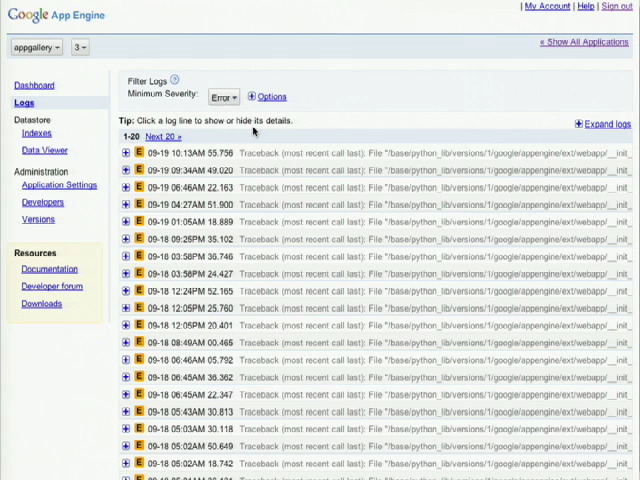 | My Account | Help | Sign out
Google App Engine
appgallery 3
« Show All Applications
Dashboard
Logs
Datastore
Indexes
Data Viewer
Administration
Application Settings
Developers
Versions
Resources
Documentation
Developer forum
Downloads
Filter Logs ?
Minimum Severity: Error + Options
Tip: Click a log line to show or hide its details.
+ Expand logs
1-20 Next 20 »
+ E 09-19 10:13AM 55.756 Traceback (most recent call last): File "/base/python_lib/versions/1/google/appengine/ext/webapp/__init_
+ E 09-19 09:34AM 49.020 Traceback (most recent call last): File "/base/python_lib/versions/1/google/appengine/ext/webapp/__init_
+ E 09-19 06:46AM 22.163 Traceback (most recent call last): File "/base/python_lib/versions/1/google/appengine/ext/webapp/__init_
+ E 09-19 04:27AM 51.900 Traceback (most recent call last): File "/base/python_lib/versions/1/google/appengine/ext/webapp/__init_
+ E 09-19 01:05AM 18.889 Traceback (most recent call last): File "/base/python_lib/versions/1/google/appengine/ext/webapp/__init_
+ E 09-18 09:25PM 35.102 Traceback (most recent call last): File "/base/python_lib/versions/1/google/appengine/ext/webapp/__init_
+ E 09-18 03:58PM 36.746 Traceback (most recent call last): File "/base/python_lib/versions/1/google/appengine/ext/webapp/__init_
+ E 09-18 03:58PM 24.427 Traceback (most recent call last): File "/base/python_lib/versions/1/google/appengine/ext/webapp/__init_
+ E 09-18 12:24PM 52.165 Traceback (most recent call last): File "/base/python_lib/versions/1/google/appengine/ext/webapp/__init_
+ E 09-18 12:05PM 25.760 Traceback (most recent call last): File "/base/python_lib/versions/1/google/appengine/ext/webapp/__init_
+ E 09-18 12:05PM 20.401 Traceback (most recent call last): File "/base/python_lib/versions/1/google/appengine/ext/webapp/__init_
+ E 09-18 08:49AM 00.465 Traceback (most recent call last): File "/base/python_lib/versions/1/google/appengine/ext/webapp/__init_
+ E 09-18 06:46AM 05.792 Traceback (most recent call last): File "/base/python_lib/versions/1/google/appengine/ext/webapp/__init_
+ E 09-18 06:45AM 36.362 Traceback (most recent call last): File "/base/python_lib/versions/1/google/appengine/ext/webapp/__init_
+ E 09-18 06:45AM 22.347 Traceback (most recent call last): File "/base/python_lib/versions/1/google/appengine/ext/webapp/__init_
+ E 09-18 05:43AM 30.813 Traceback (most recent call last): File "/base/python_lib/versions/1/google/appengine/ext/webapp/__init_
+ E 09-18 05:03AM 30.118 Traceback (most recent call last): File "/base/python_lib/versions/1/google/appengine/ext/webapp/__init_
+ E 09-18 05:02AM 50.649 Traceback (most recent call last): File "/base/python_lib/versions/1/google/appengine/ext/webapp/__init_
+ E 09-18 05:02AM 18.742 Traceback (most recent call last): File "/base/python_lib/versions/1/google/appengine/ext/webapp/__init_